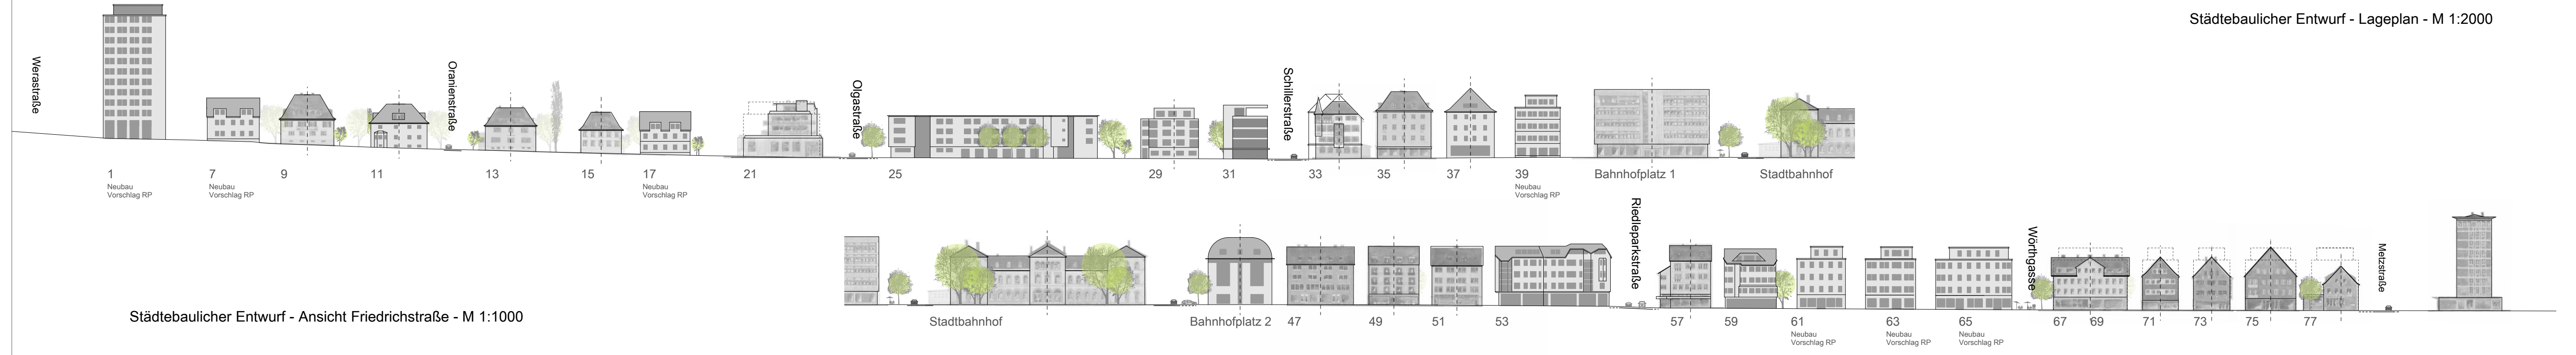 Städtebaulicher Entwurf - Lageplan - M 1:2000
Werastraße
Oranienstraße
Olgastraße
Schillerstraße
1
Neubau
Vorschlag RP
7
Neubau
Vorschlag RP
9
11
13
15
17
Neubau
Vorschlag RP
21
25
29
31
33
35
37
39
Neubau
Vorschlag RP
Bahnhofplatz 1
Stadtbahnhof
Riedleparkstraße
Wörthgasse
Metzstraße
Städtebaulicher Entwurf - Ansicht Friedrichstraße - M 1:1000
Stadtbahnhof
Bahnhofplatz 2
47
49
51
53
57
59
61
Neubau
Vorschlag RP
63
Neubau
Vorschlag RP
65
Neubau
Vorschlag RP
67
69
71
73
75
77